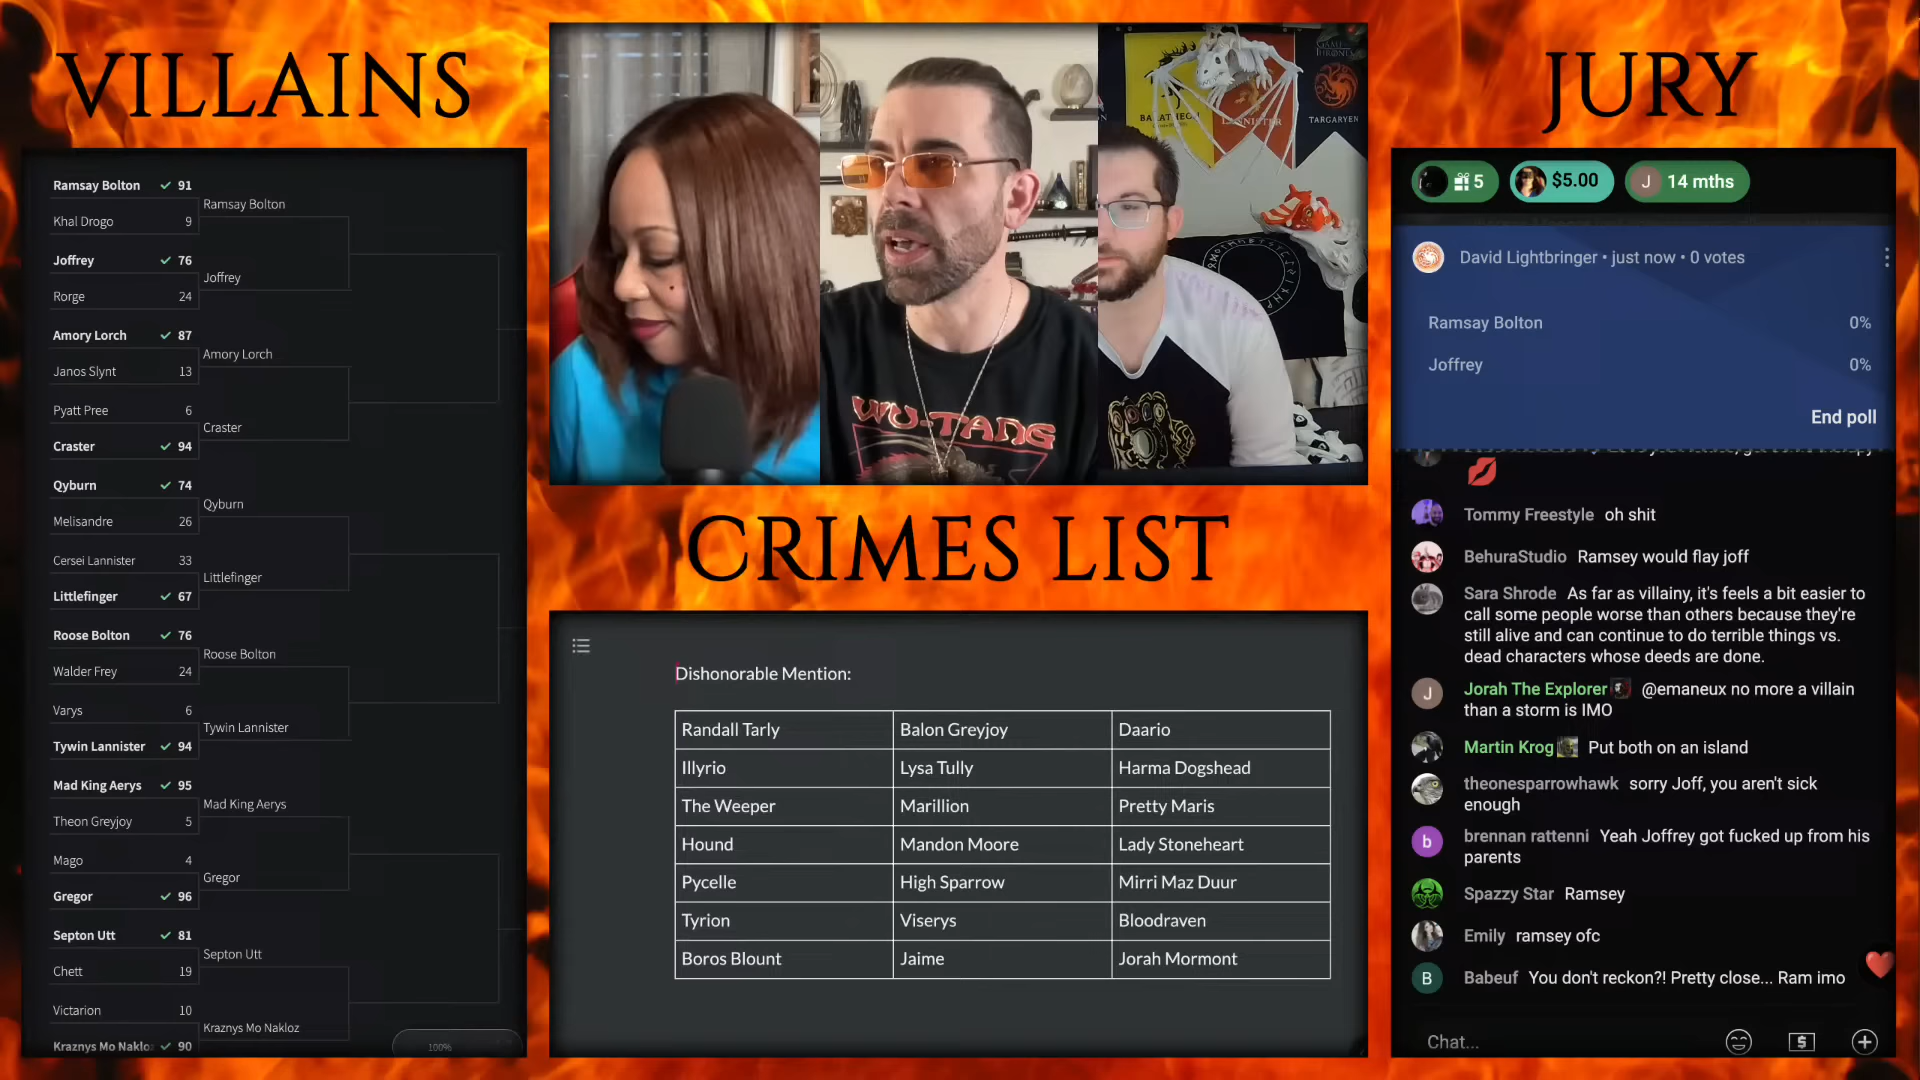 VILLAINS
Ramsay Bolton 91
Khal Drogo 9
Ramsay Bolton
Joffrey 76
Rorge 24
Joffrey
Amory Lorch 87
Janos Slynt 13
Amory Lorch
Pyatt Pree 6
Craster 94
Craster
Qyburn 74
Melisandre 26
Qyburn
Cersei Lannister 33
Littlefinger 67
Littlefinger
Roose Bolton 76
Walder Frey 24
Roose Bolton
Varys 6
Tywin Lannister 94
Tywin Lannister
Mad King Aerys 95
Theon Greyjoy 5
Mad King Aerys
Mago 4
Gregor 96
Gregor
Septon Utt 81
Chett 19
Septon Utt
Victarion 10
Kraznys Mo Nakloz
Kraznys Mo Nakloz 90
100%
BARATHEON
LANNISTER
GAME
THRONES
TARGARYEN
WU-TANG
CRIMES LIST
Dishonorable Mention:
Randall Tarly Balon Greyjoy Daario
Illyrio Lysa Tully Harma Dogshead
The Weeper Marillion Pretty Maris
Hound Mandon Moore Lady Stoneheart
Pycelle High Sparrow Mirri Maz Duur
Tyrion Viserys Bloodraven
Boros Blount Jaime Jorah Mormont
JURY
5 $5.00 J 14 mths
David Lightbringer • just now • 0 votes
Ramsay Bolton 0%
Joffrey 0%
End poll
Tommy Freestyle oh shit
BehuraStudio Ramsey would flay joff
Sara Shrode As far as villainy, it's feels a bit easier to
call some people worse than others because they're
still alive and can continue to do terrible things vs.
dead characters whose deeds are done.
J Jorah The Explorer @emaneux no more a villain
than a storm is IMO
Martin Krog Put both on an island
theonesparrowhawk sorry Joff, you aren't sick
enough
b brennan rattenni Yeah Joffrey got fucked up from his
parents
Spazzy Star Ramsey
Emily ramsey ofc
B Babeuf You don't reckon?! Pretty close... Ram imo
Chat...